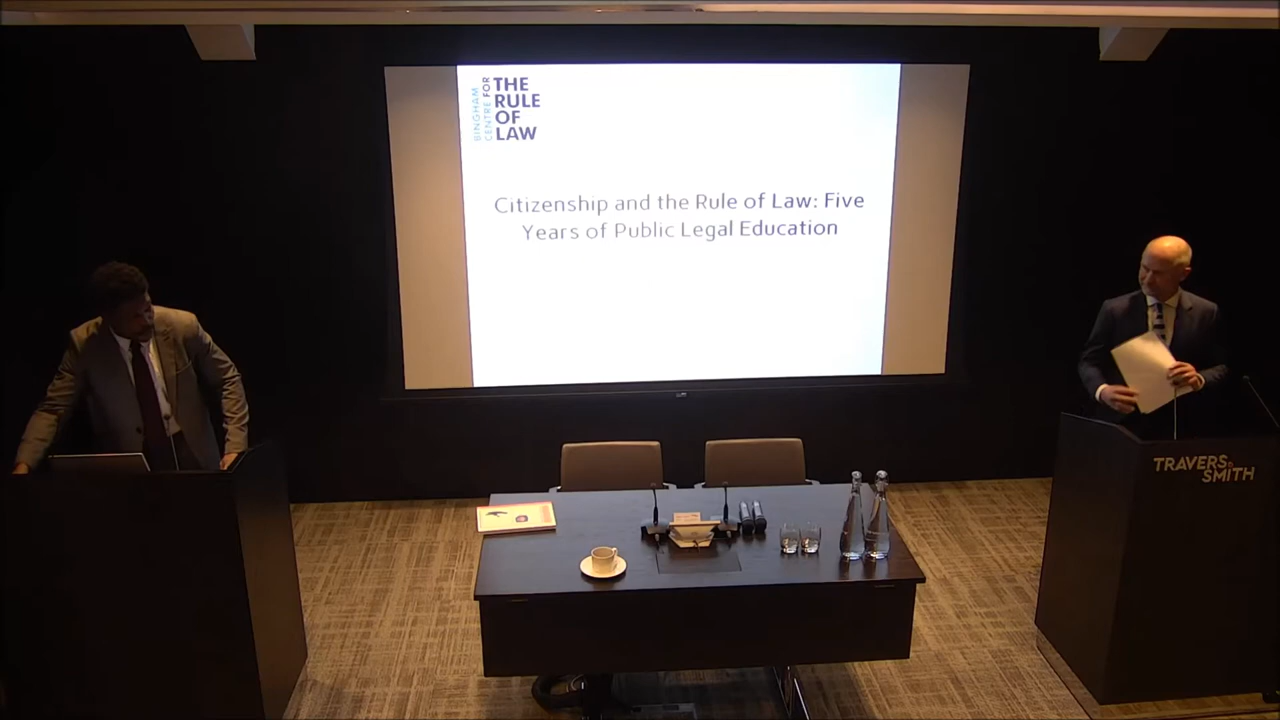 BINGHAM
CENTRE FOR
THE
RULE
OF
LAW
Citizenship and the Rule of Law: Five
Years of Public Legal Education
TRAVERS
SMITH